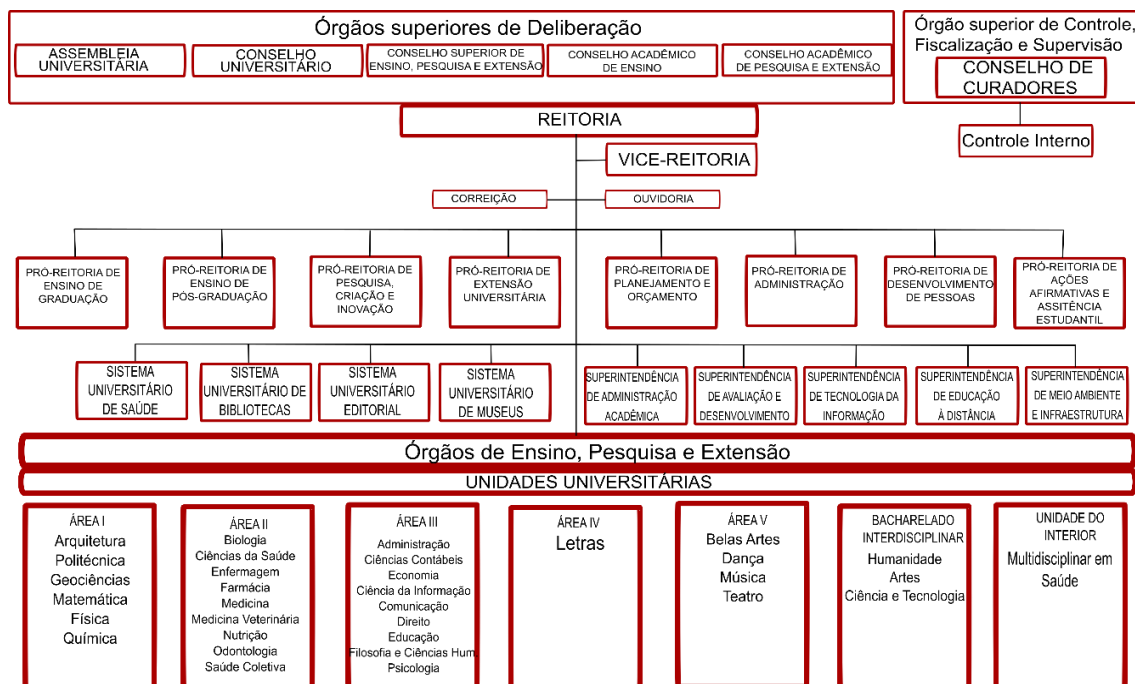 Órgãos superiores de Deliberação
ASSEMBLEIA
UNIVERSITÁRIA
CONSELHO
UNIVERSITÁRIO
CONSELHO SUPERIOR DE
ENSINO, PESQUISA E EXTENSÃO
CONSELHO ACADÊMICO
DE ENSINO
CONSELHO ACADÊMICO
DE PESQUISA E EXTENSÃO
Órgão superior de Controle,
Fiscalização e Supervisão
CONSELHO DE
CURADORES
Controle Interno
REITORIA
VICE-REITORIA
CORREIÇÃO
OUVIDORIA
PRÓ-REITORIA DE
ENSINO DE
GRADUAÇÃO
PRÓ-REITORIA DE
ENSINO DE
PÓS-GRADUAÇÃO
PRÓ-REITORIA DE
PESQUISA,
CRIAÇÃO E
INOVAÇÃO
PRÓ-REITORIA DE
EXTENSÃO
UNIVERSITÁRIA
PRÓ-REITORIA DE
PLANEJAMENTO E
ORÇAMENTO
PRÓ-REITORIA DE
ADMINISTRAÇÃO
PRÓ-REITORIA DE
DESENVOLVIMENTO
DE PESSOAS
PRÓ-REITORIA DE
AÇÕES
AFIRMATIVAS E
ASSITÊNCIA
ESTUDANTIL
SISTEMA
UNIVERSITÁRIO
DE SAÚDE
SISTEMA
UNIVERSITÁRIO DE
BIBLIOTECAS
SISTEMA
UNIVERSITÁRIO
EDITORIAL
SISTEMA
UNIVERSITÁRIO
DE MUSEUS
SUPERINTENDÊNCIA
DE ADMINISTRAÇÃO
ACADÊMICA
SUPERINTENDÊNCIA
DE AVALIAÇÃO E
DESENVOLVIMENTO
SUPERINTENDÊNCIA
DE TECNOLOGIA DA
INFORMAÇÃO
SUPERINTENDÊNCIA
DE EDUCAÇÃO
À DISTÂNCIA
SUPERINTENDÊNCIA
DE MEIO AMBIENTE
E INFRAESTRUTURA
Órgãos de Ensino, Pesquisa e Extensão
UNIDADES UNIVERSITÁRIAS
ÁREA I
Arquitetura
Politécnica
Geociências
Matemática
Física
Química
ÁREA II
Biologia
Ciências da Saúde
Enfermagem
Farmácia
Medicina
Medicina Veterinária
Nutrição
Odontologia
Saúde Coletiva
ÁREA III
Administração
Ciências Contábeis
Economia
Ciência da Informação
Comunicação
Direito
Educação
Filosofia e Ciências Hum.
Psicologia
ÁREA IV
Letras
ÁREA V
Belas Artes
Dança
Música
Teatro
BACHARELADO
INTERDISCIPLINAR
Humanidade
Artes
Ciência e Tecnologia
UNIDADE DO
INTERIOR
Multidisciplinar em
Saúde